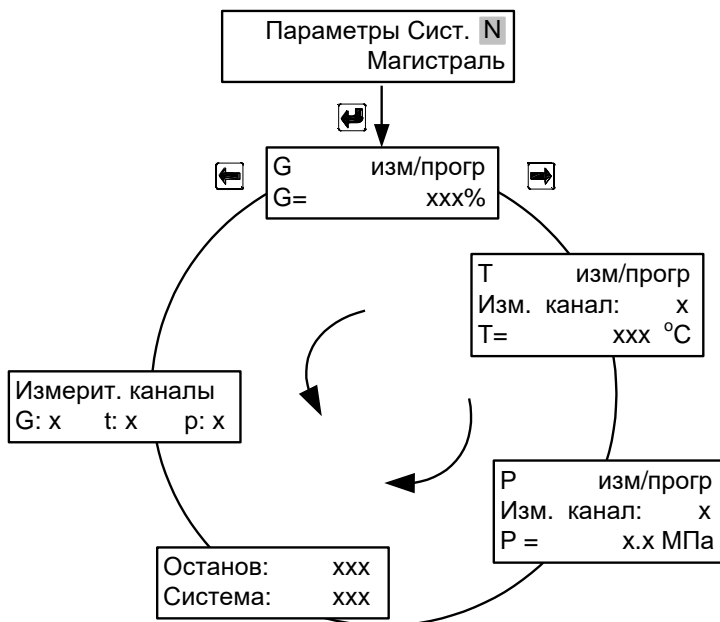 Параметры Сист. N
Магистраль
G изм/прогр
G= xxx%
T изм/прогр
Изм. канал: x
T= xxx °C
P изм/прогр
Изм. канал: x
P = x.x МПа
Останов: xxx
Система: xxx
Измерит. каналы
G: x t: x p: x